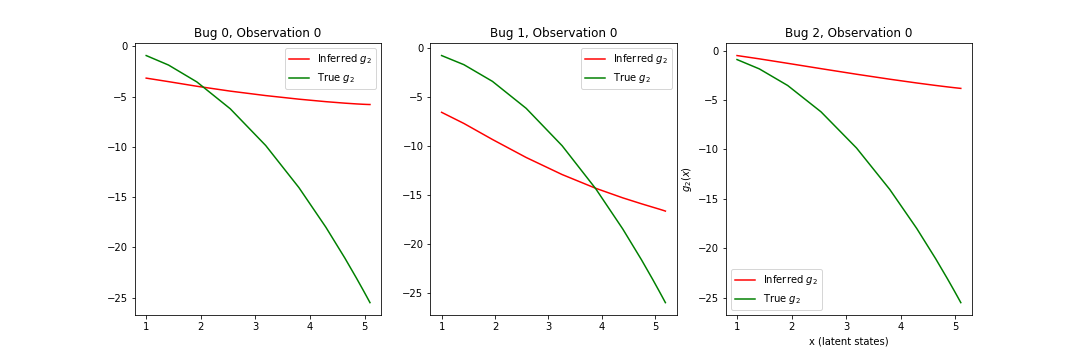 Bug 0, Observation 0
Inferred g₂
True g₂
0
−5
−10
−15
−20
−25
1 2 3 4 5
Bug 1, Observation 0
Inferred g₂
True g₂
0
−5
−10
−15
−20
−25
1 2 3 4 5
Bug 2, Observation 0
g₂(x)
0
−5
−10
−15
−20
−25
Inferred g₂
True g₂
1 2 3 4 5
x (latent states)